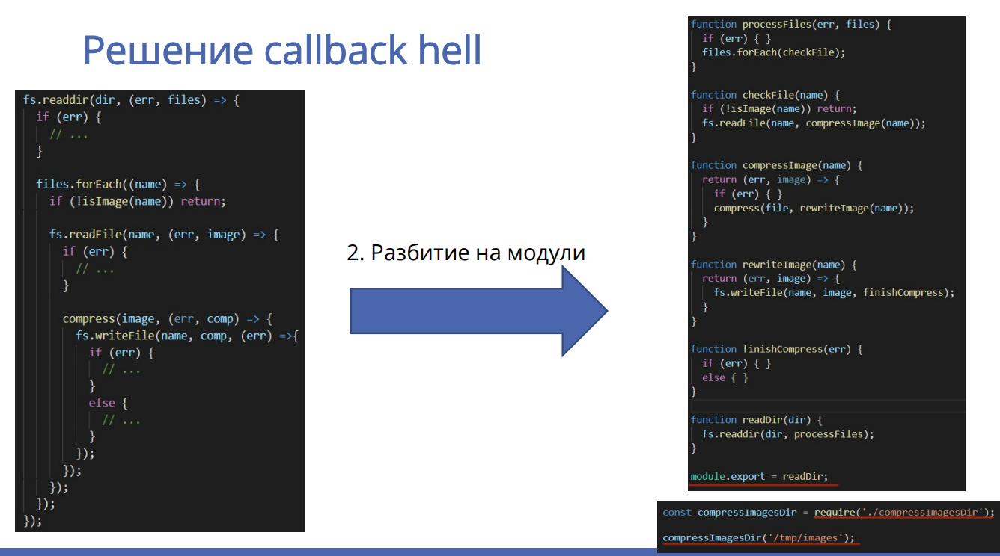 Решение callback hell
fs.readdir(dir, (err, files) => {
if (err) {
// ...
}
files.forEach((name) => {
if (!isImage(name)) return;
fs.readFile(name, (err, image) => {
if (err) {
// ...
}
compress(image, (err, comp) => {
fs.writeFile(name, comp, (err) =>{
if (err) {
// ...
}
else {
// ...
}
});
});
});
});
});
2. Разбитие на модули
function processFiles(err, files) {
if (err) { }
files.forEach(checkFile);
}
function checkFile(name) {
if (!isImage(name)) return;
fs.readFile(name, compressImage(name));
}
function compressImage(name) {
return (err, image) => {
if (err) { }
compress(file, rewriteImage(name));
}
}
function rewriteImage(name) {
return (err, image) => {
fs.writeFile(name, image, finishCompress);
}
}
function finishCompress(err) {
if (err) { }
else { }
}
function readDir(dir) {
fs.readdir(dir, processFiles);
}
module.export = readDir;
const compressImagesDir = require('./compressImagesDir');
compressImagesDir('/tmp/images');